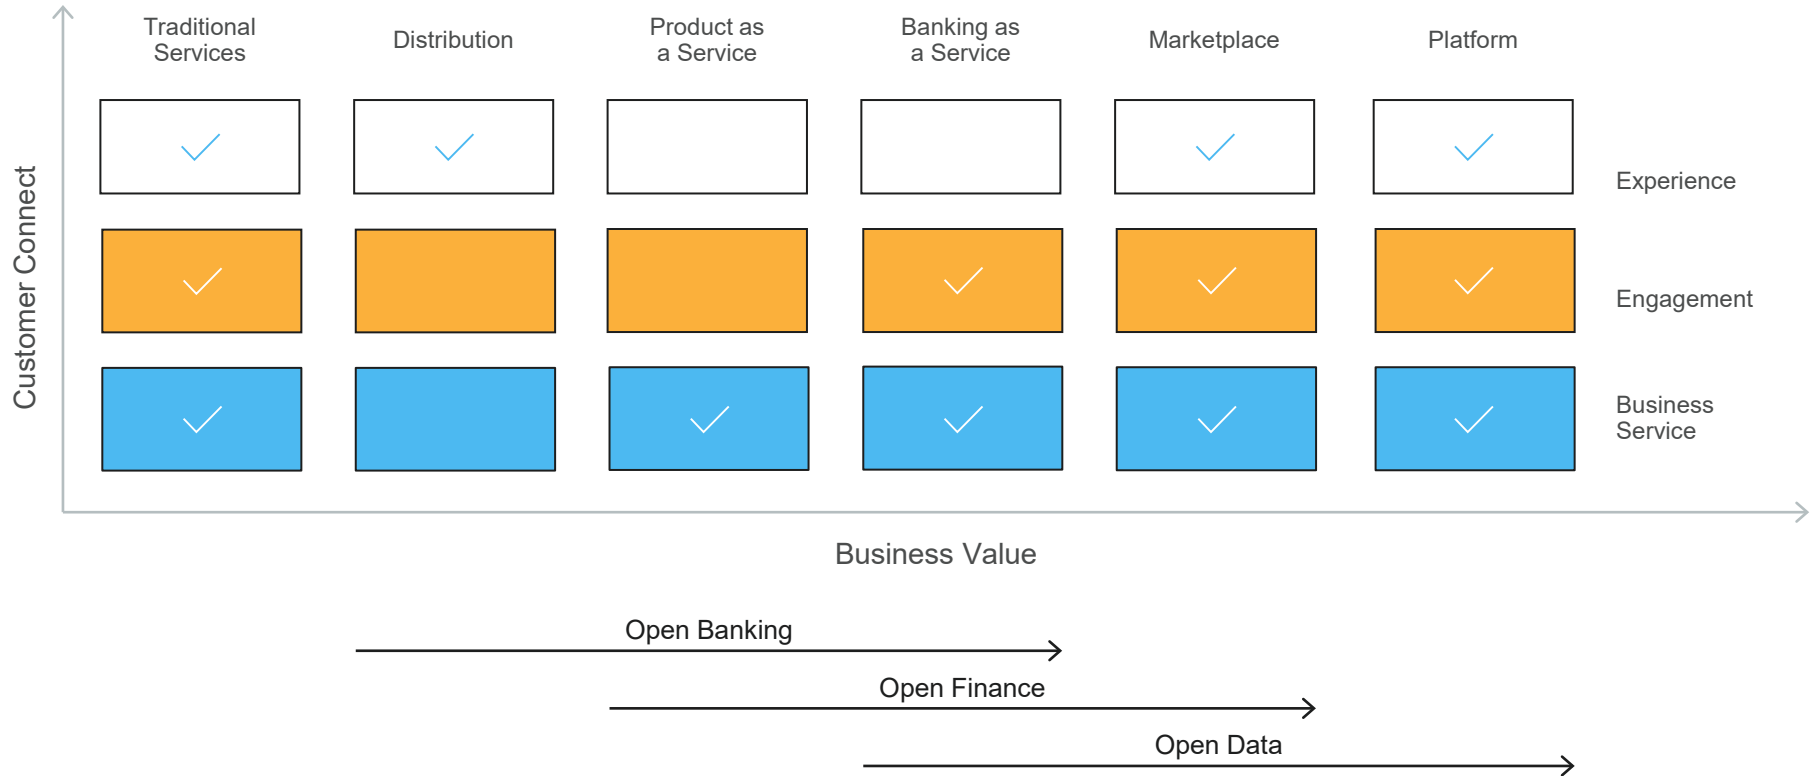 Traditional
Services
Distribution
Product as
a Service
Banking as
a Service
Marketplace
Platform
Customer Connect
Experience
Engagement
Business
Service
Business Value
Open Banking
Open Finance
Open Data